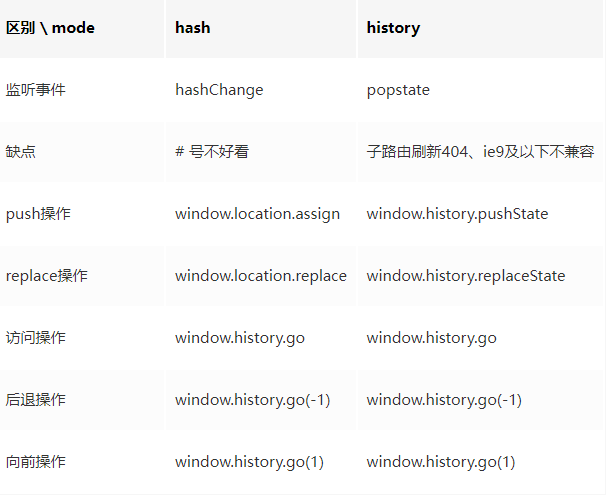 区别 \ mode hash history
监听事件 hashChange popstate
缺点 # 号不好看 子路由刷新404、ie9及以下不兼容
push操作 window.location.assign window.history.pushState
replace操作 window.location.replace window.history.replaceState
访问操作 window.history.go window.history.go
后退操作 window.history.go(-1) window.history.go(-1)
向前操作 window.history.go(1) window.history.go(1)